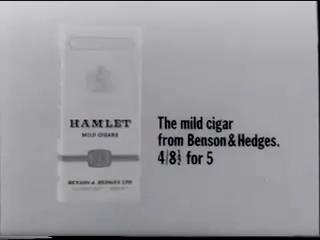 HAMLET
MILD CIGARS
BENSON & HEDGES LTD
The mild cigar
from Benson & Hedges.
4/8½ for 5